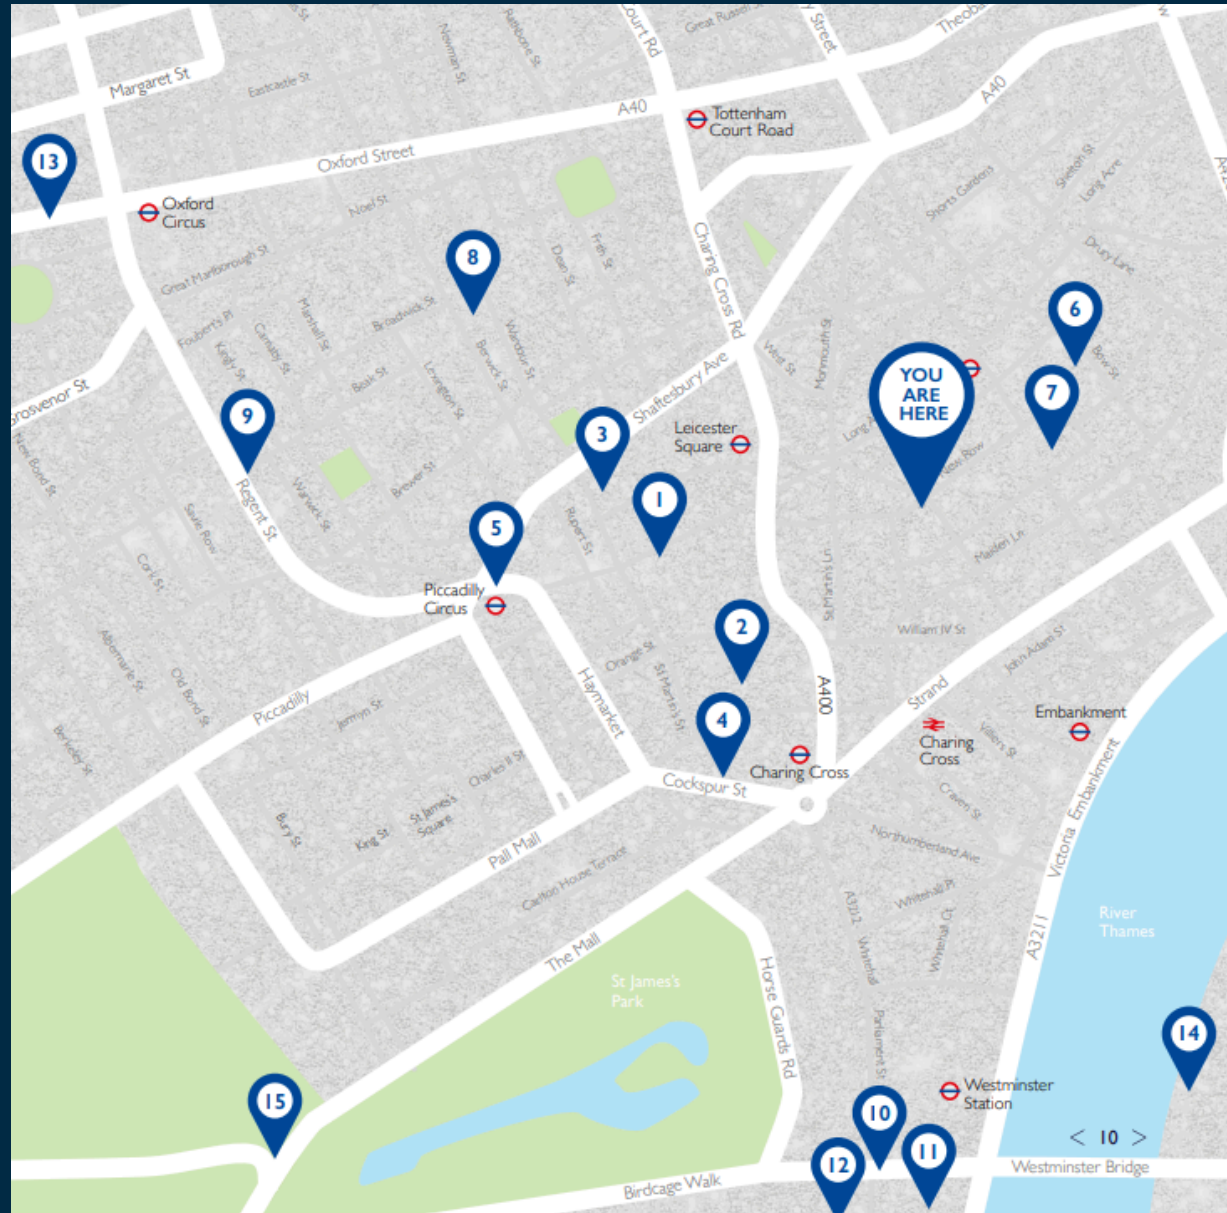 Court Rd
Great Russell St
y Street
Theoba
Rathbone St
Newman St
Margaret St
Eastcastle St
A40
A40
Tottenham
Court Road
13
Oxford Street
Oxford
Circus
Noel St
Shelton St
Long Acre
Shorts Gardens
Drury Lane
Great Marlborough St
8
Frith St
Dean St
Charing Cross Rd
6
Foubert's Pl
Carnaby St
Kingly St
Marshall St
Broadwick St
Wardour St
Berwick St
Bow St
West St
Monmouth St
YOU
ARE
HERE
7
Grosvenor St
Beak St
Lexington St
Shaftesbury Ave
9
3
Leicester
Square
Long A
New Row
New Bond St
Regent St
Warwick St
Brewer St
1
Savile Row
5
Rupert St
Maiden Ln
Cork St
Piccadilly
Circus
St Martin's Ln
2
William IV St
John Adam St
Albemarle St
Old Bond St
Orange St
St Martin's St
Haymarket
A400
Strand
Piccadilly
Jermyn St
4
Embankment
Berkeley St
Charles II St
Charing Cross
Charing
Cross
Villiers St
Cockspur St
Craven St
Victoria Embankment
Bury St
King St
St James's
Square
Pall Mall
Northumberland Ave
Carlton House Terrace
Whitehall Pl
A3212
Whitehall
Whitehall Ct
A3211
River
Thames
The Mall
St James's
Park
Horse Guards Rd
Parliament St
14
15
Westminster
Station
10
< 10 >
12
11
Birdcage Walk
Westminster Bridge